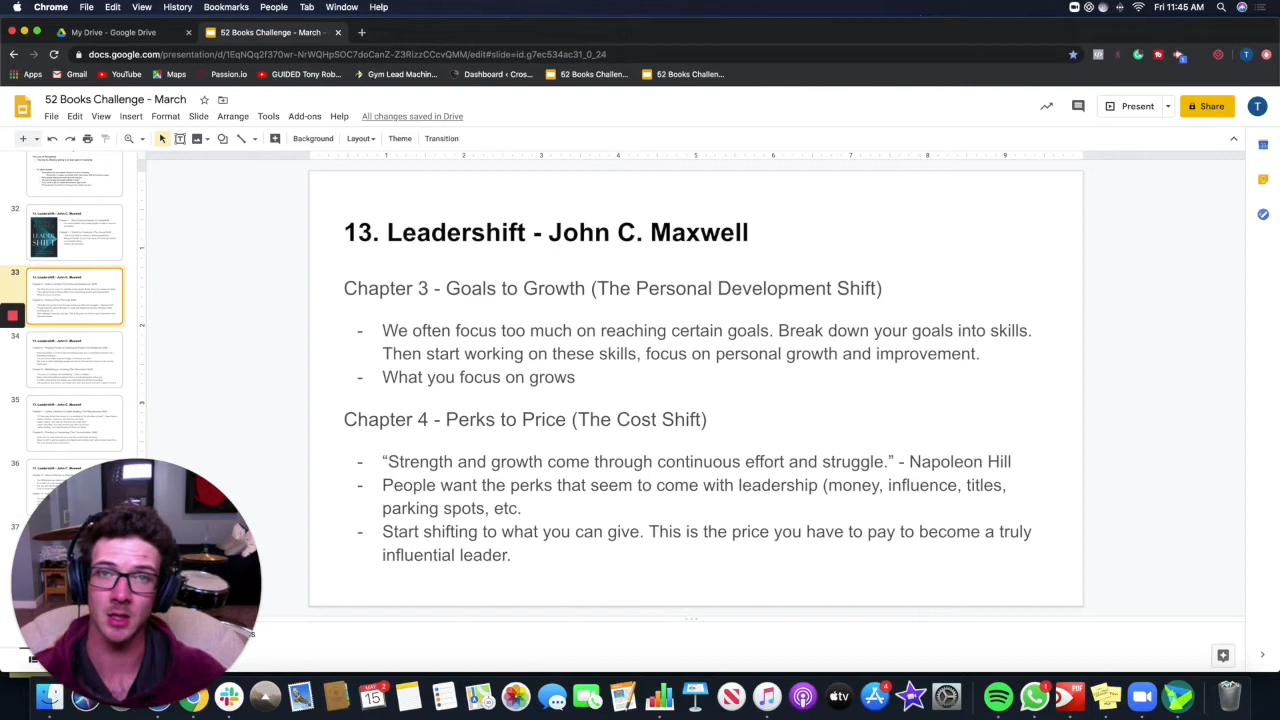 Chrome File Edit View History Bookmarks People Tab Window Help Fri 11:45 AM
My Drive - Google Drive 52 Books Challenge - March -
docs.google.com/presentation/d/1EqNQq2f370wy-NrWQHpSOC7doCanZ-Z3RizzCCcvQMM/edit#slide=id.g7ec534ac31_0_24
Apps Gmail YouTube Maps Passion.io GUIDED Tony Rob... Gym Lead Machin... Dashboard ‹ Cros... 52 Books Challen... 52 Books Challen...
52 Books Challenge - March
Present Share T
File Edit View Insert Format Slide Arrange Tools Add-ons Help All changes saved in Drive
Background Layout Theme Transition
32
33
34
35
36
37
13. Leadershift - John C. Maxwell
Chapter 3 - Goals to Growth (The Personal Development Shift)
- We often focus too much on reaching certain goals. Break down your goals into skills.
Then start working on these skills, focus on personal growth and improvement.
- What you focus on grows
Chapter 4 - Perks to Price (The Cost Shift)
- “Strength and growth come through continuous effort and struggle.” - Napoleon Hill
- People want the perks that seem to come with leadership (money, influence, titles,
parking spots, etc.
- Start shifting to what you can give. This is the price you have to pay to become a truly
influential leader.